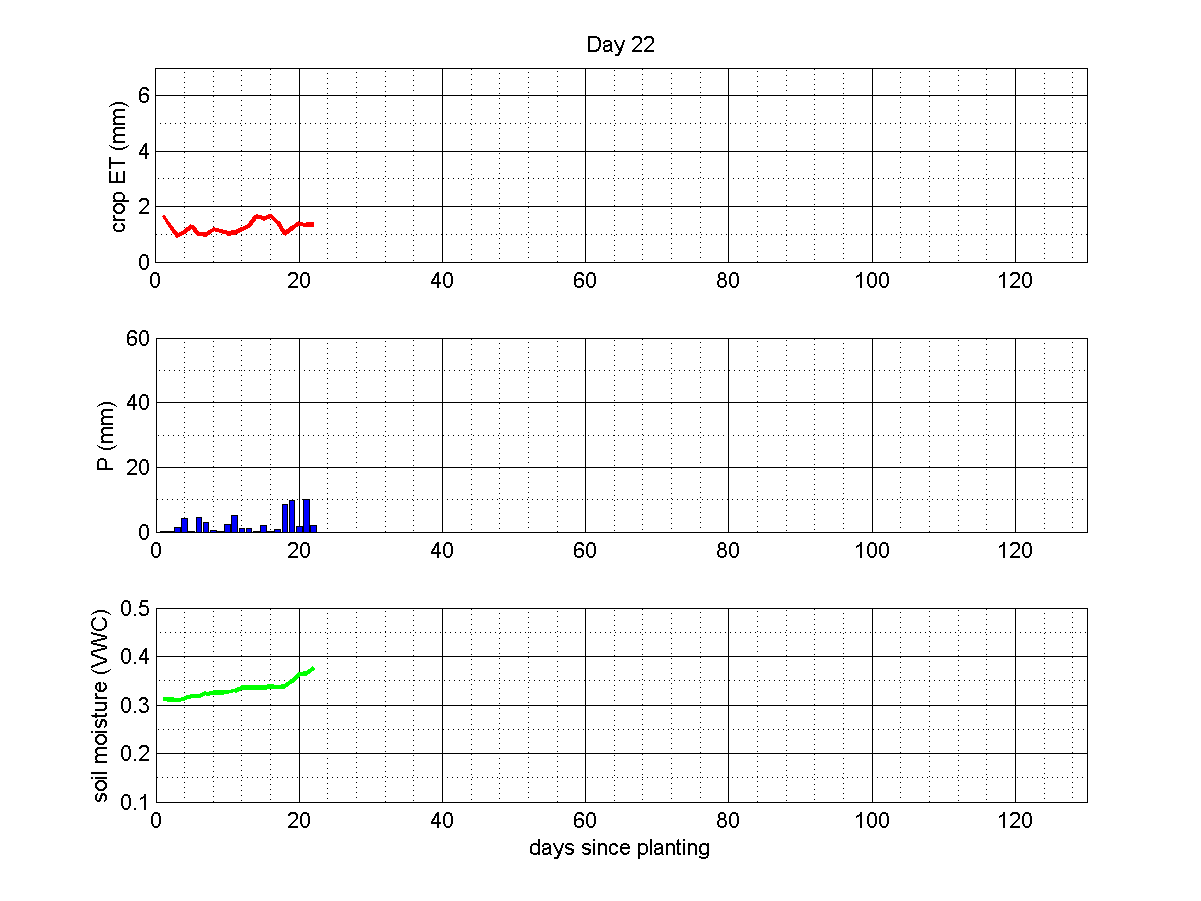 Day 22
crop ET (mm)
6
4
2
0
0 20 40 60 80 100 120
P (mm)
60
40
20
0
0 20 40 60 80 100 120
soil moisture (VWC)
0.5
0.4
0.3
0.2
0.1
0 20 40 60 80 100 120
days since planting